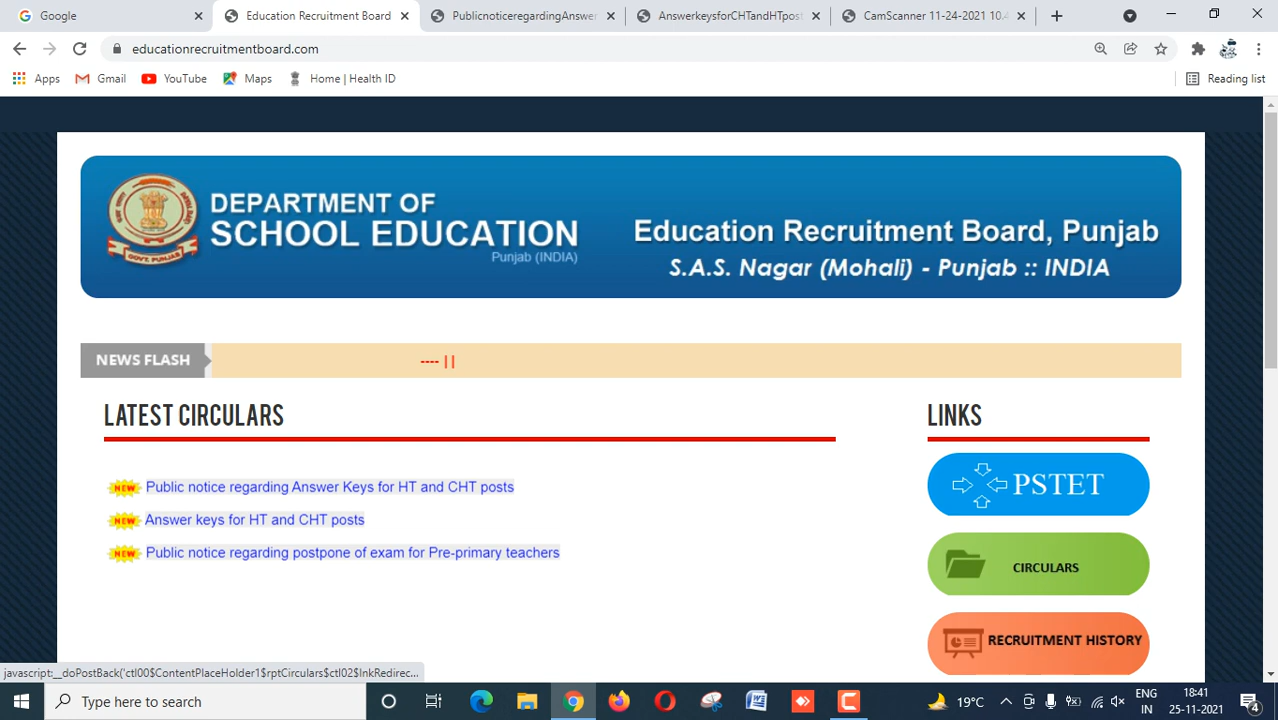 Google
Education Recruitment Board
PublicnoticeregardingAnswer
AnswerkeysforCHTandHTpost
CamScanner 11-24-2021 10.4
educationrecruitmentboard.com
Apps
Gmail
YouTube
Maps
Home | Health ID
Reading list
DEPARTMENT OF
SCHOOL EDUCATION
Punjab (INDIA)
GOVT. PUNJAB
Education Recruitment Board, Punjab
S.A.S. Nagar (Mohali) - Punjab :: INDIA
NEWS FLASH
---- ||
LATEST CIRCULARS
LINKS
NEW Public notice regarding Answer Keys for HT and CHT posts
NEW Answer keys for HT and CHT posts
NEW Public notice regarding postpone of exam for Pre-primary teachers
PSTET
CIRCULARS
RECRUITMENT HISTORY
javascript:__doPostBack('ctl00$ContentPlaceHolder1$rptCirculars$ctl02$lnkRedirec...
Type here to search
19°C
ENG
IN
18:41
25-11-2021
4